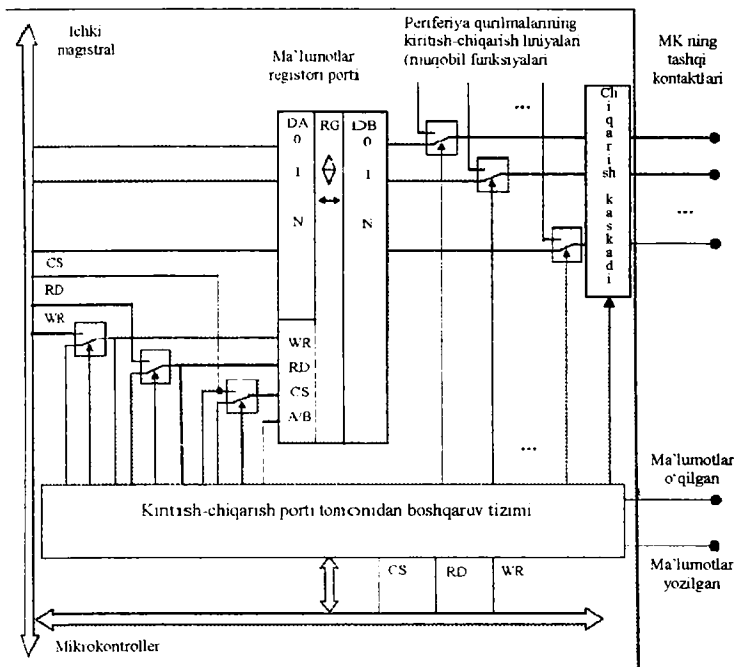 Ichki
magistral
Ma`lumotlar
registori porti
Periferiya qurilmalanning
kiritish-chiqarish liniyalan
(muqobil funksiyalari
MK ning
tashqi
kontaktlari
...
DA RG DB
0 0
1 1
N N
Chiqarish kaskadi
...
CS
RD
WR
WR
RD
CS
A/B
...
Ma`lumotlar
o`qilgan
Kiritish-chiqarish porti tomonidan boshqaruv tizimi
Ma`lumotlar
yozilgan
CS RD WR
Mikrokontroller